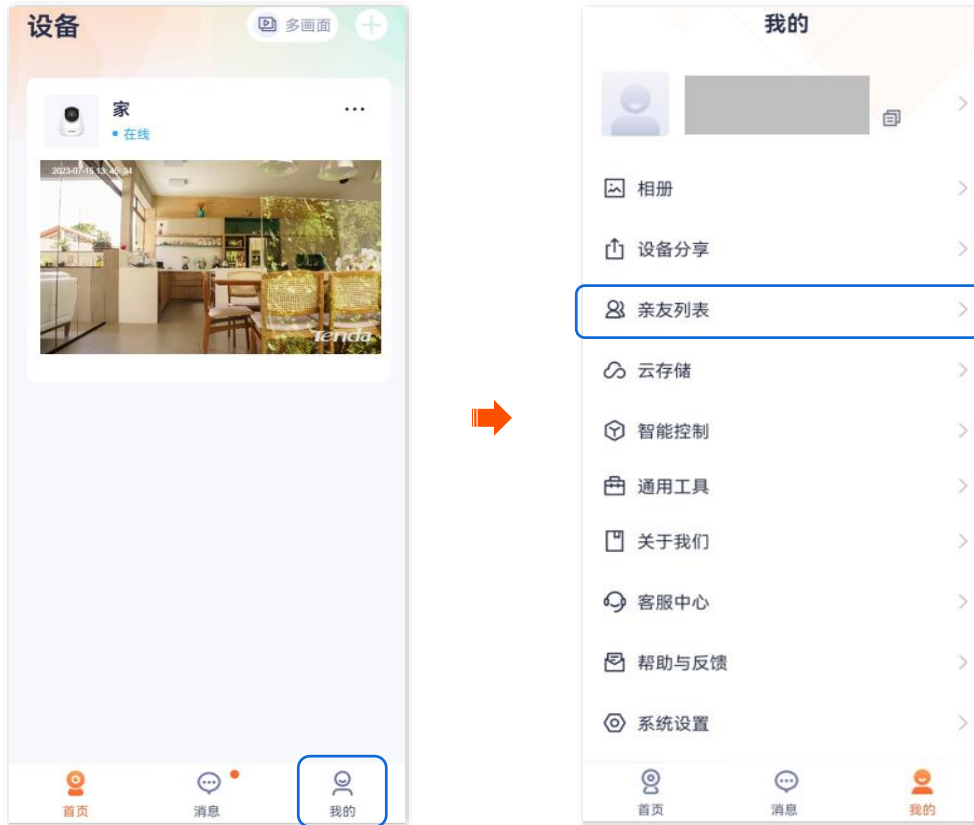 设备
多画面
家
在线
2023-07-15 13:45:34
Tenda
首页
消息
我的
我的
相册
设备分享
亲友列表
云存储
智能控制
通用工具
关于我们
客服中心
帮助与反馈
系统设置
首页
消息
我的